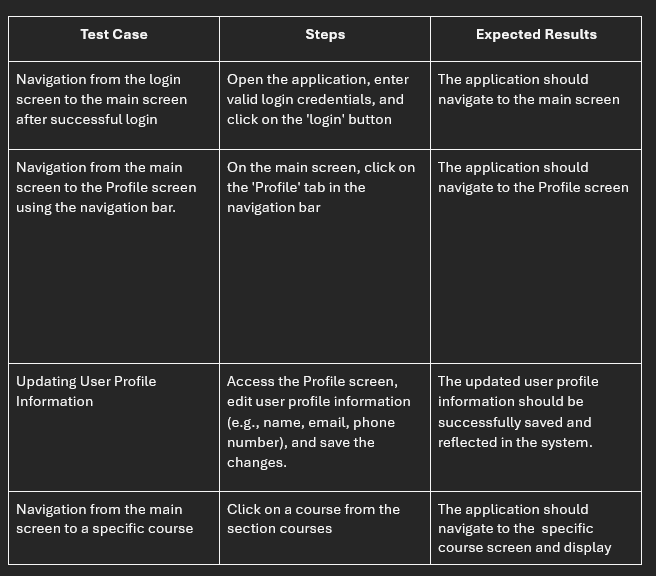 Test Case
Steps
Expected Results
Navigation from the login
screen to the main screen
after successful login
Open the application, enter
valid login credentials, and
click on the 'login' button
The application should
navigate to the main screen
Navigation from the main
screen to the Profile screen
using the navigation bar.
On the main screen, click on
the 'Profile' tab in the
navigation bar
The application should
navigate to the Profile screen
Updating User Profile
Information
Access the Profile screen,
edit user profile information
(e.g., name, email, phone
number), and save the
changes.
The updated user profile
information should be
successfully saved and
reflected in the system.
Navigation from the main
screen to a specific course
Click on a course from the
section courses
The application should
navigate to the  specific
course screen and display